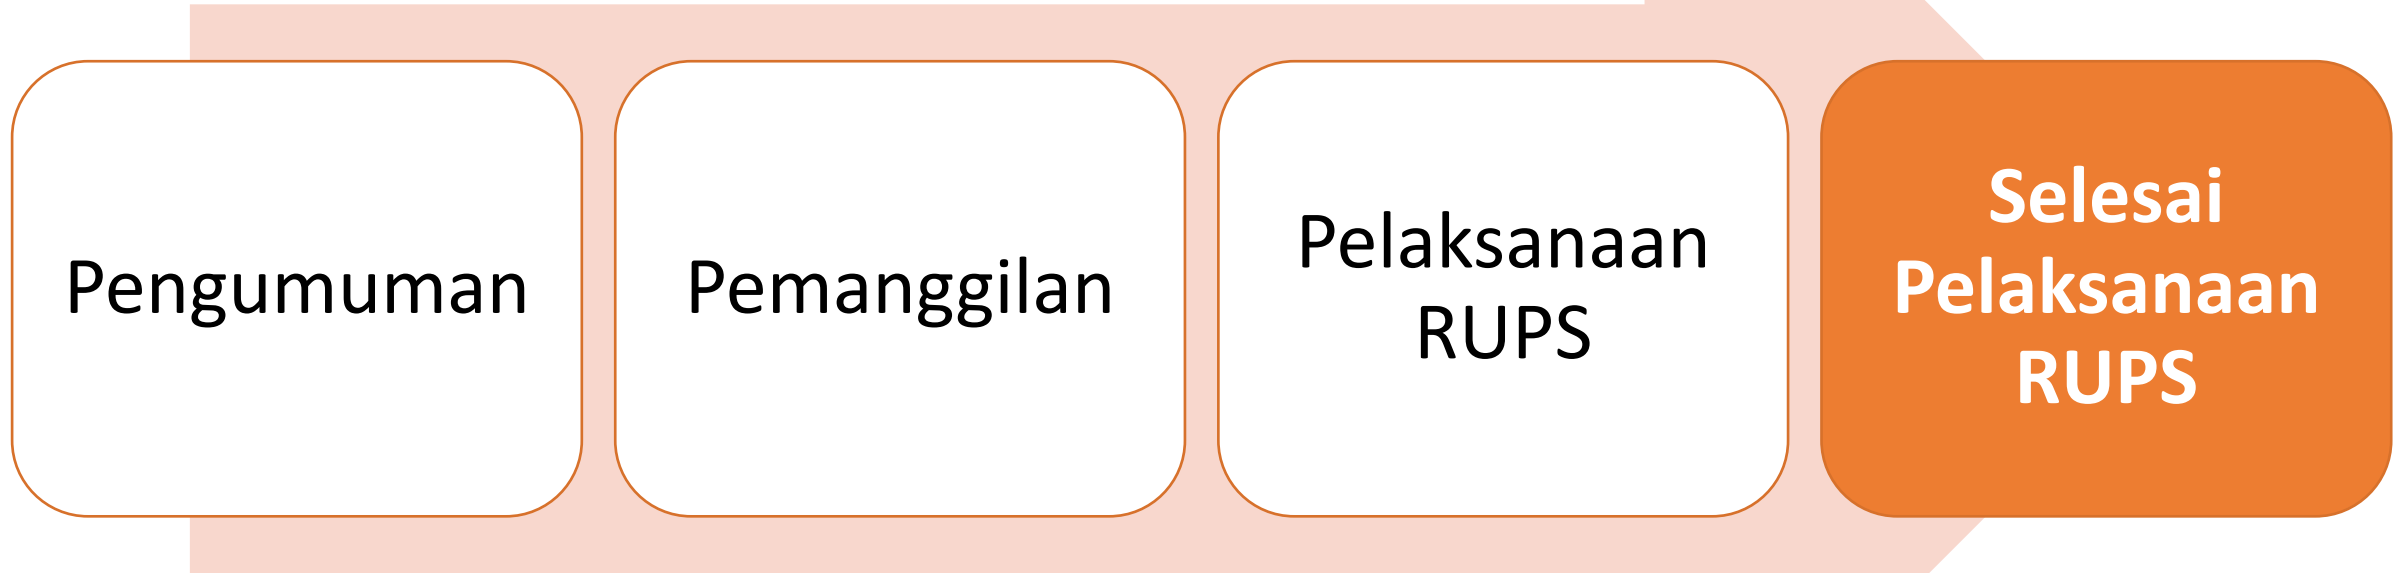 Pengumuman
Pemanggilan
Pelaksanaan
RUPS
Selesai
Pelaksanaan
RUPS